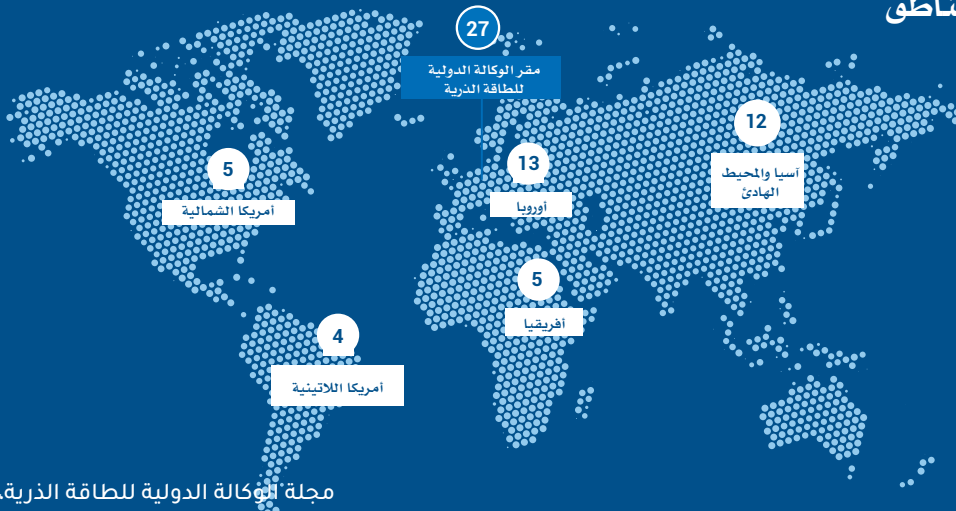 27
مقر الوكالة الدولية
للطاقة الذرية
12
آسيا والمحيط
الهادئ
13
أوروبا
5
أمريكا الشمالية
5
أفريقيا
4
أمريكا اللاتينية
مجلة الوكالة الدولية للطاقة الذرية،